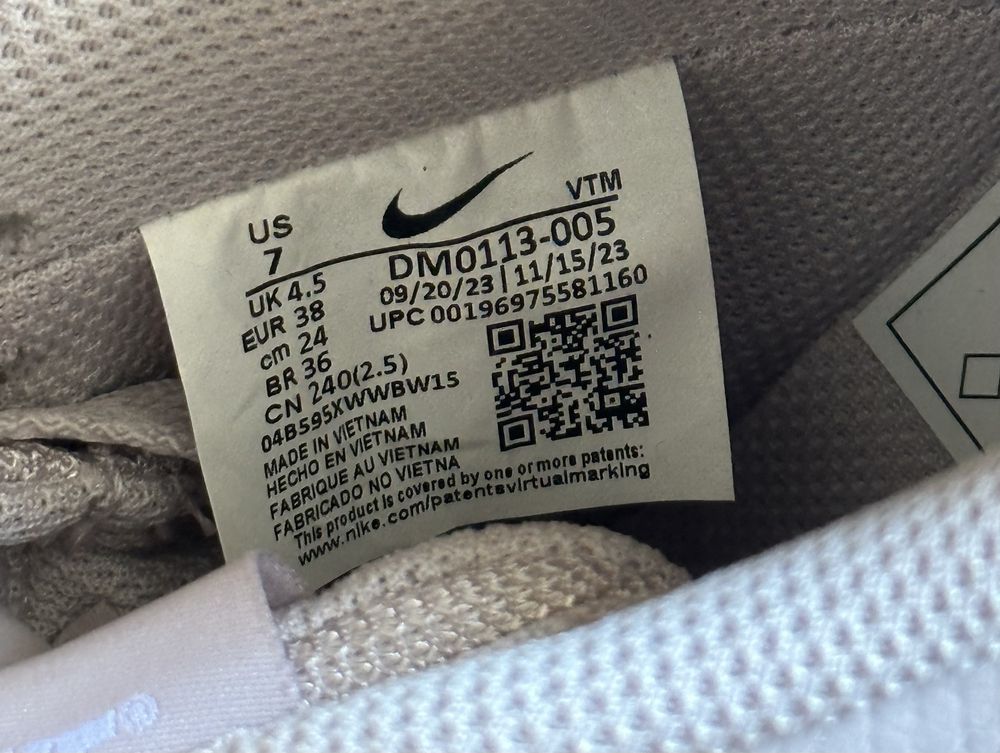 US
7
VTM
DM0113-005
09/20/23 | 11/15/23
UPC 00196975581160
UK 4.5
EUR 38
cm 24
BR 36
CN 240(2.5)
04B595XWWBW15
MADE IN VIETNAM
HECHO EN VIETNAM
FABRIQUE AU VIETNAM
FABRICADO NO VIETNA
This product is covered by one or more patents:
www.nike.com/patentsvirtualmarking